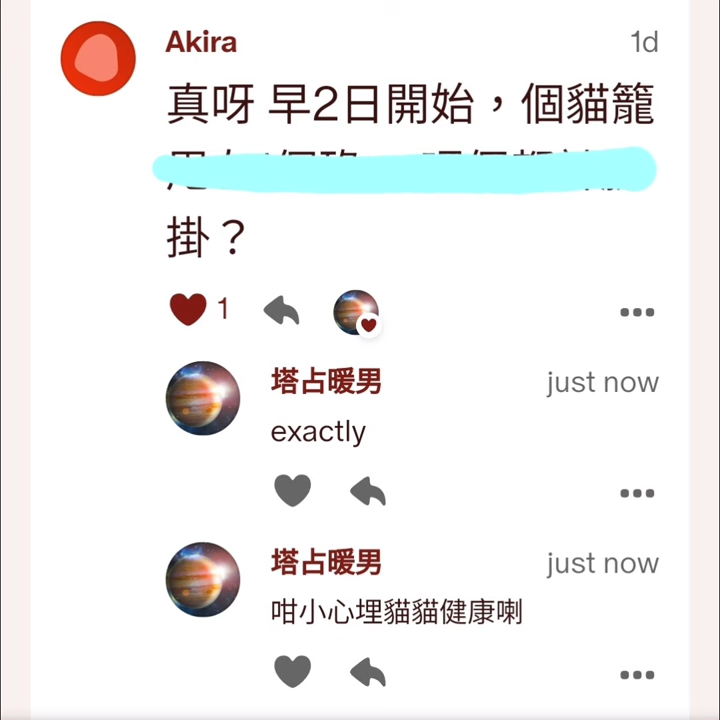 Akira
1d
真呀 早2日開始，個貓籠
掛？
1
塔占暖男
just now
exactly
塔占暖男
just now
咁小心埋貓貓健康喇